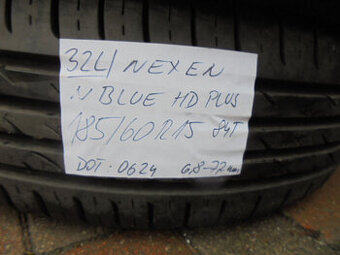 324/ NEXEN
N BLUE HD PLUS
185/60R15 84T
DOT-0624 6,8-7,2mm